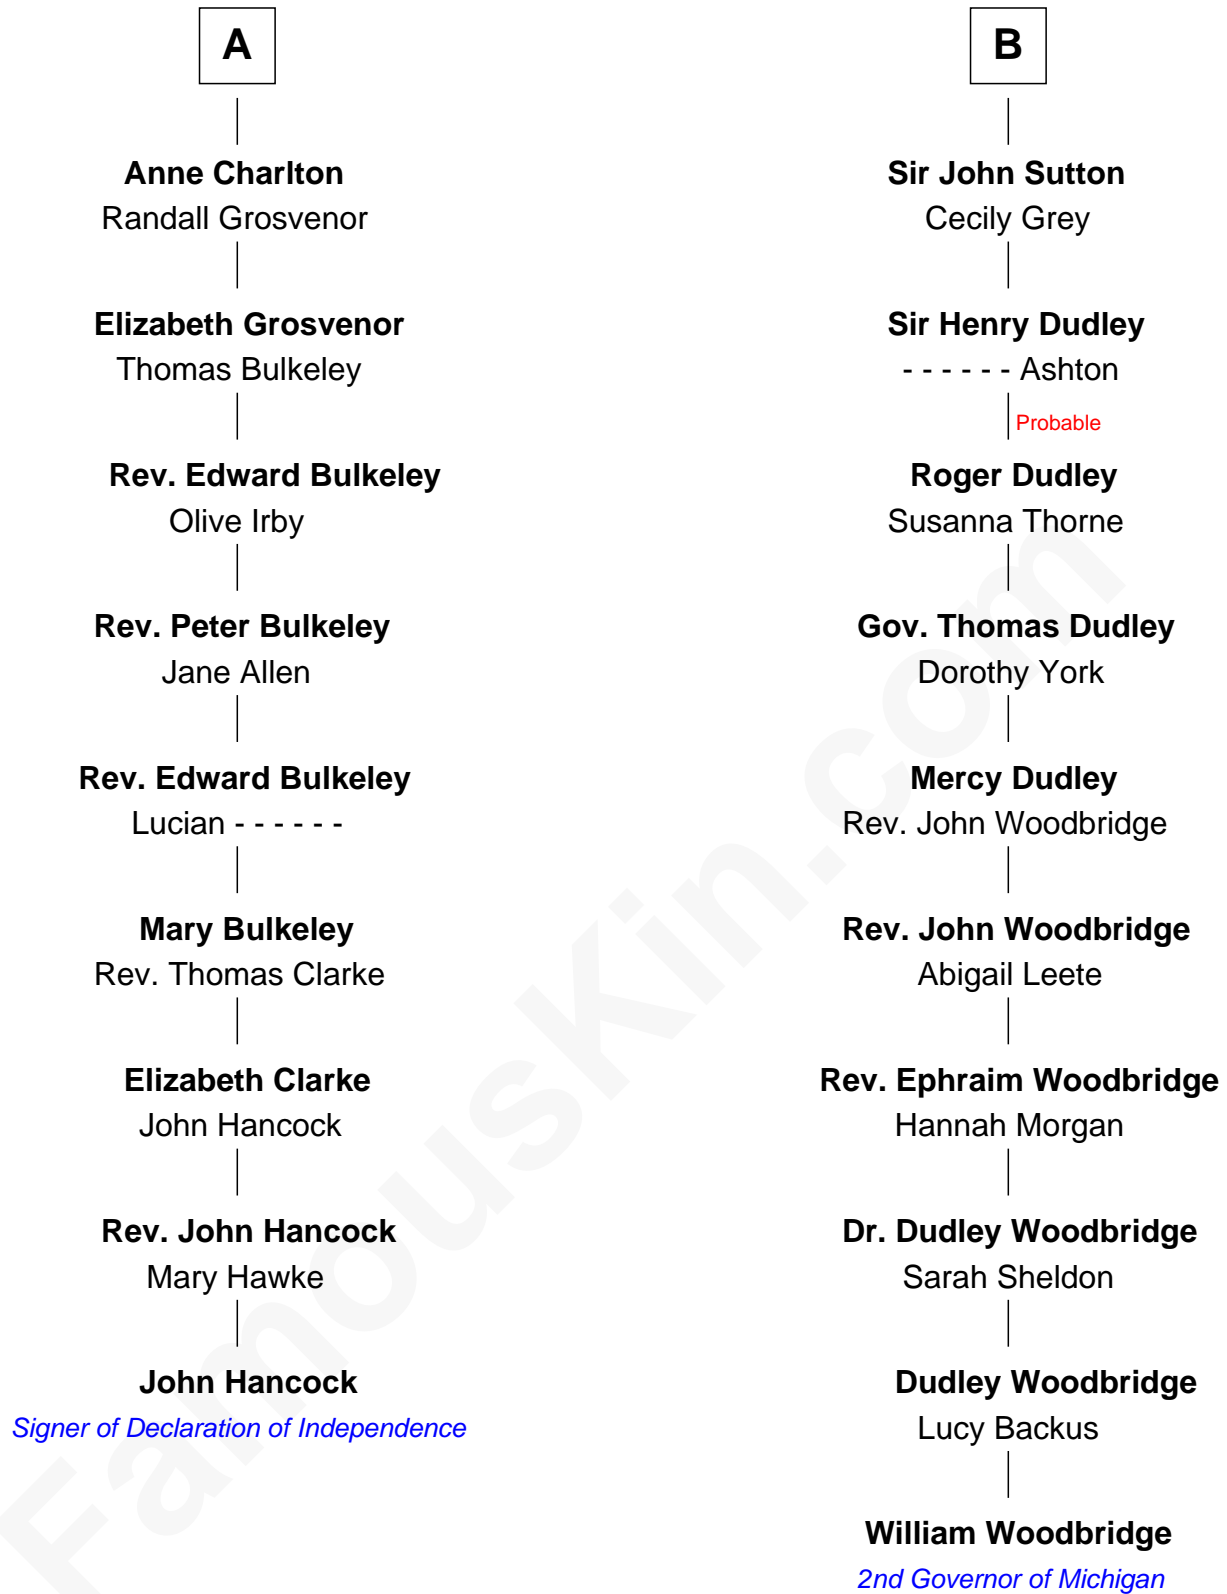 A
Anne Charlton
Randall Grosvenor
Elizabeth Grosvenor
Thomas Bulkeley
Rev. Edward Bulkeley
Olive Irby
Rev. Peter Bulkeley
Jane Allen
Rev. Edward Bulkeley
Lucian - - - - - -
Mary Bulkeley
Rev. Thomas Clarke
Elizabeth Clarke
John Hancock
Rev. John Hancock
Mary Hawke
John Hancock
Signer of Declaration of Independence
B
Sir John Sutton
Cecily Grey
Sir Henry Dudley
- - - - - - Ashton
Probable
Roger Dudley
Susanna Thorne
Gov. Thomas Dudley
Dorothy York
Mercy Dudley
Rev. John Woodbridge
Rev. John Woodbridge
Abigail Leete
Rev. Ephraim Woodbridge
Hannah Morgan
Dr. Dudley Woodbridge
Sarah Sheldon
Dudley Woodbridge
Lucy Backus
William Woodbridge
2nd Governor of Michigan
FamousKin.com